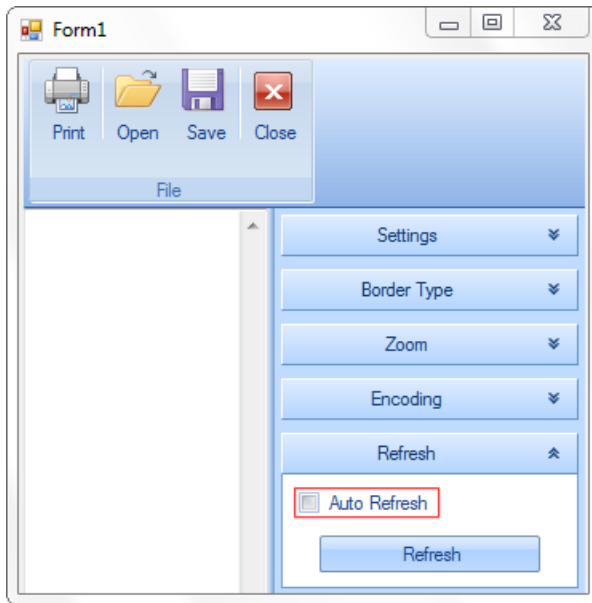 Form1
Print Open Save Close
File
Settings
Border Type
Zoom
Encoding
Refresh
Auto Refresh
Refresh